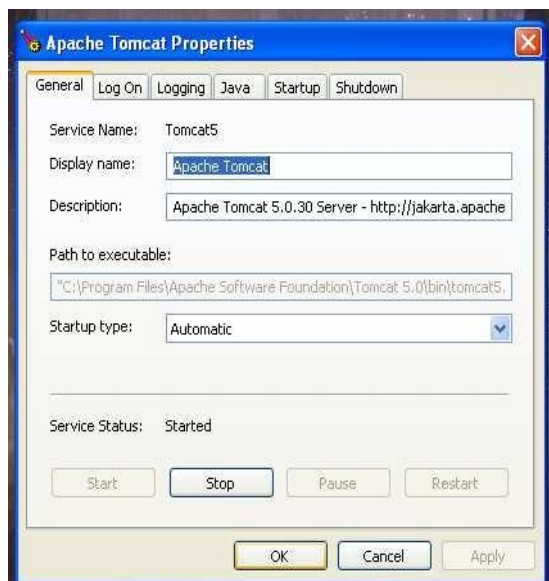 Apache Tomcat Properties
General Log On Logging Java Startup Shutdown
Service Name: Tomcat5
Display name: Apache Tomcat
Description: Apache Tomcat 5.0.30 Server - http://jakarta.apache
Path to executable:
"C:\Program Files\Apache Software Foundation\Tomcat 5.0\bin\tomcat5.
Startup type: Automatic
Service Status: Started
Start Stop Pause Restart
OK Cancel Apply